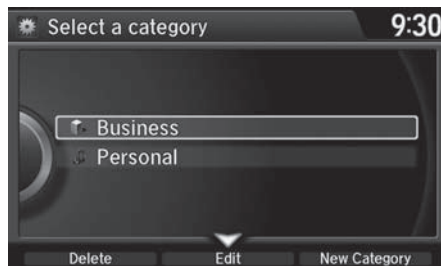 Select a category 9:30
Business
Personal
Delete Edit New Category